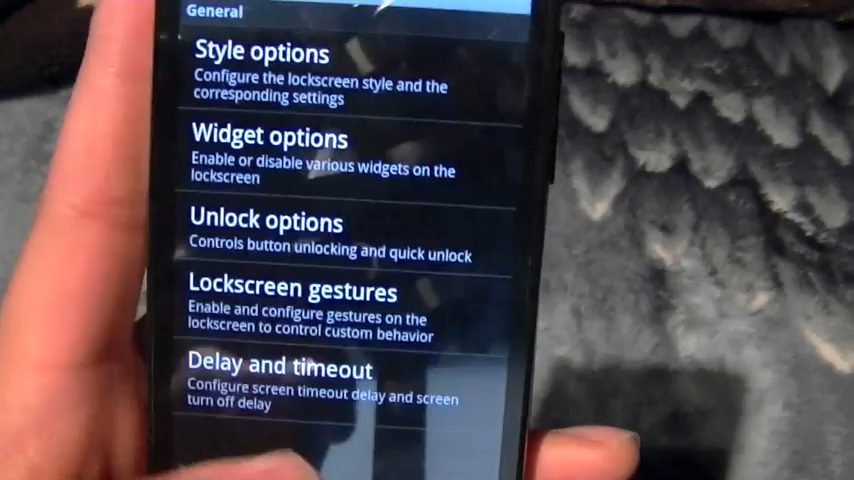 General
Style options
Configure the lockscreen style and the
corresponding settings
Widget options
Enable or disable various widgets on the
lockscreen
Unlock options
Controls button unlocking and quick unlock
Lockscreen gestures
Enable and configure gestures on the
lockscreen to control custom behavior
Delay and timeout
Configure screen timeout delay and screen
turn off delay